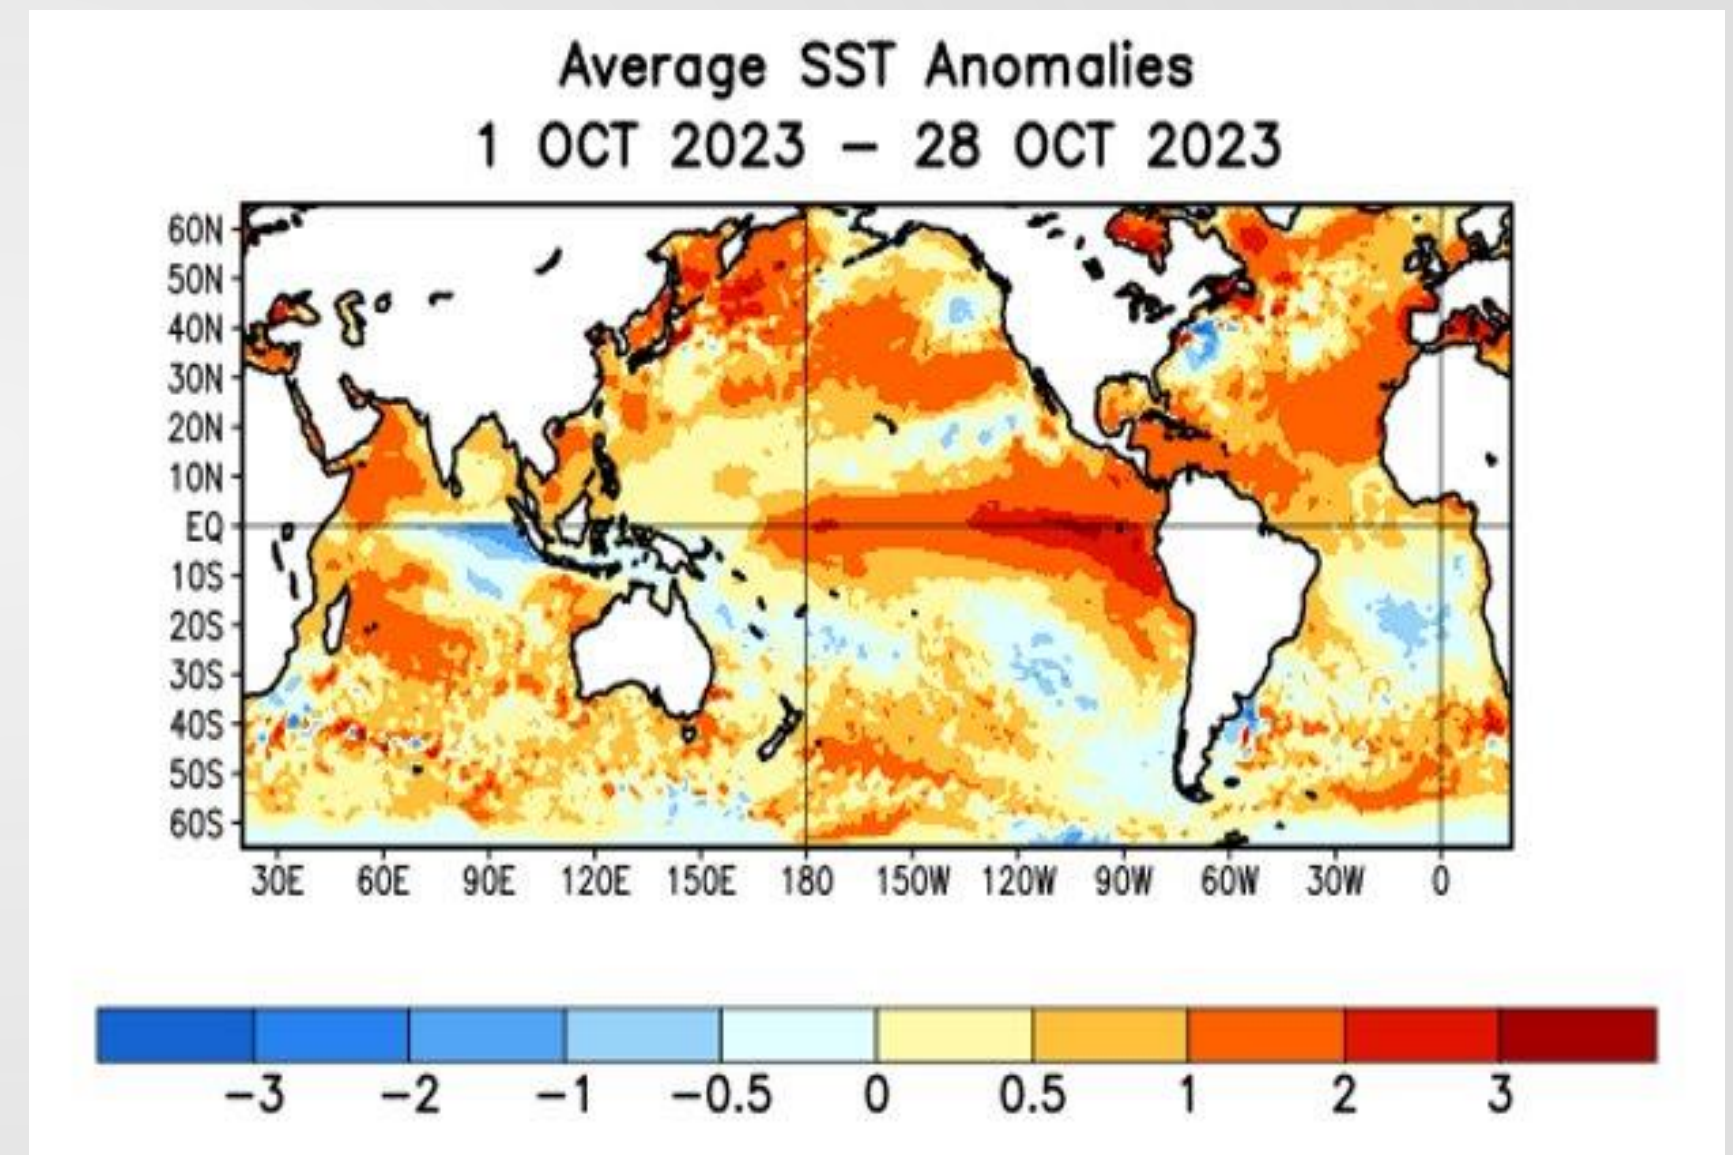 Average SST Anomalies
1 OCT 2023 – 28 OCT 2023
60N
50N
40N
30N
20N
10N
EQ
10S
20S
30S
40S
50S
60S
30E 60E 90E 120E 150E 180 150W 120W 90W 60W 30W 0
−3 −2 −1 −0.5 0 0.5 1 2 3